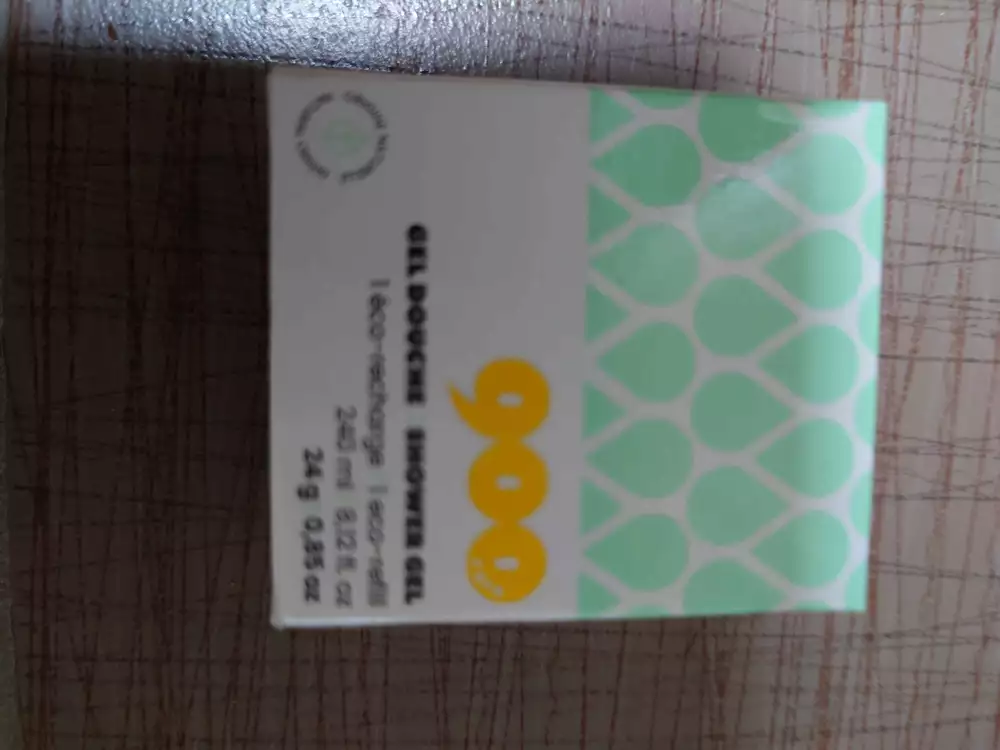 goo
GEL DOUCHE SHOWER GEL
1 éco-recharge 1 eco-refill
240 ml 8.12 fl. oz
24 g 0,85 oz